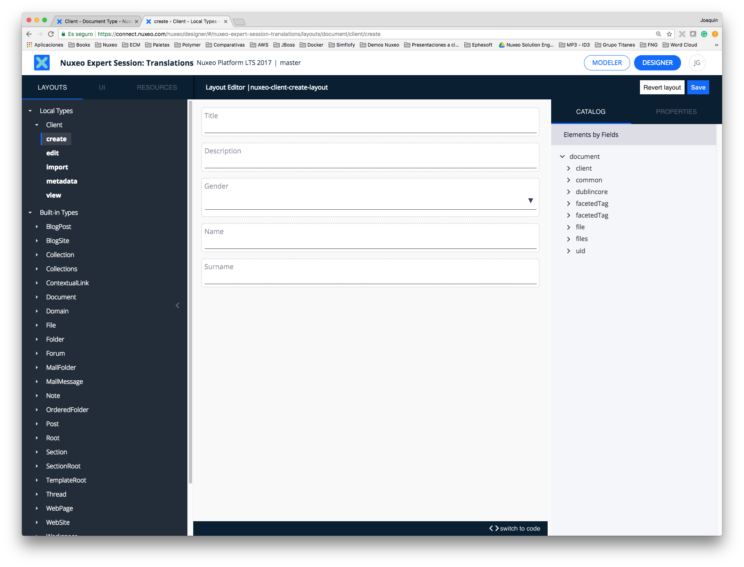 Client - Document Type - Nux
create - Client - Local Types -
Joaquin
Es seguro
https://connect.nuxeo.com/nuxeo/designer/#/nuxeo-expert-session-translations/layouts/document/client/create
Aplicaciones
Books
Nuxeo
ECM
Paletas
Polymer
Comparativas
AWS
JBoss
Docker
Simfioly
Demos Nuxeo
Presentaciones a cl...
Ephesoft
Nuxeo Solution Eng...
MP3 - ID3
Grupo Titanes
PNG
Word Cloud
»
Nuxeo Expert Session: Translations Nuxeo Platform LTS 2017 | master
MODELER
DESIGNER
JG
LAYOUTS
UI
RESOURCES
Layout Editor |nuxeo-client-create-layout
Revert layout
Save
Local Types
Client
create
edit
import
metadata
view
Built-in Types
BlogPost
BlogSite
Collection
Collections
ContextualLink
Document
Domain
File
Folder
Forum
MailFolder
MailMessage
Note
OrderedFolder
Post
Root
Section
SectionRoot
TemplateRoot
Thread
WebPage
WebSite
Workspace
Title
Description
Gender
Name
Surname
switch to code
CATALOG
PROPERTIES
Elements by Fields
document
client
common
dublincore
facetedTag
facetedTag
file
files
uid